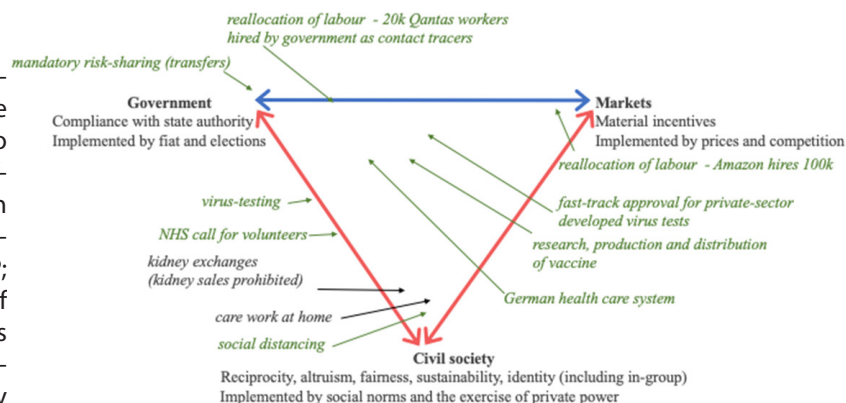 reallocation of labour - 20k Qantas workers
hired by government as contact tracers
mandatory risk-sharing (transfers)
Government
Compliance with state authority
Implemented by fiat and elections
Markets
Material incentives
Implemented by prices and competition
reallocation of labour - Amazon hires 100k
virus-testing
fast-track approval for private-sector
developed virus tests
NHS call for volunteers
research, production and distribution
of vaccine
kidney exchanges
(kidney sales prohibited)
German health care system
care work at home
social distancing
Civil society
Reciprocity, altruism, fairness, sustainability, identity (including in-group)
Implemented by social norms and the exercise of private power